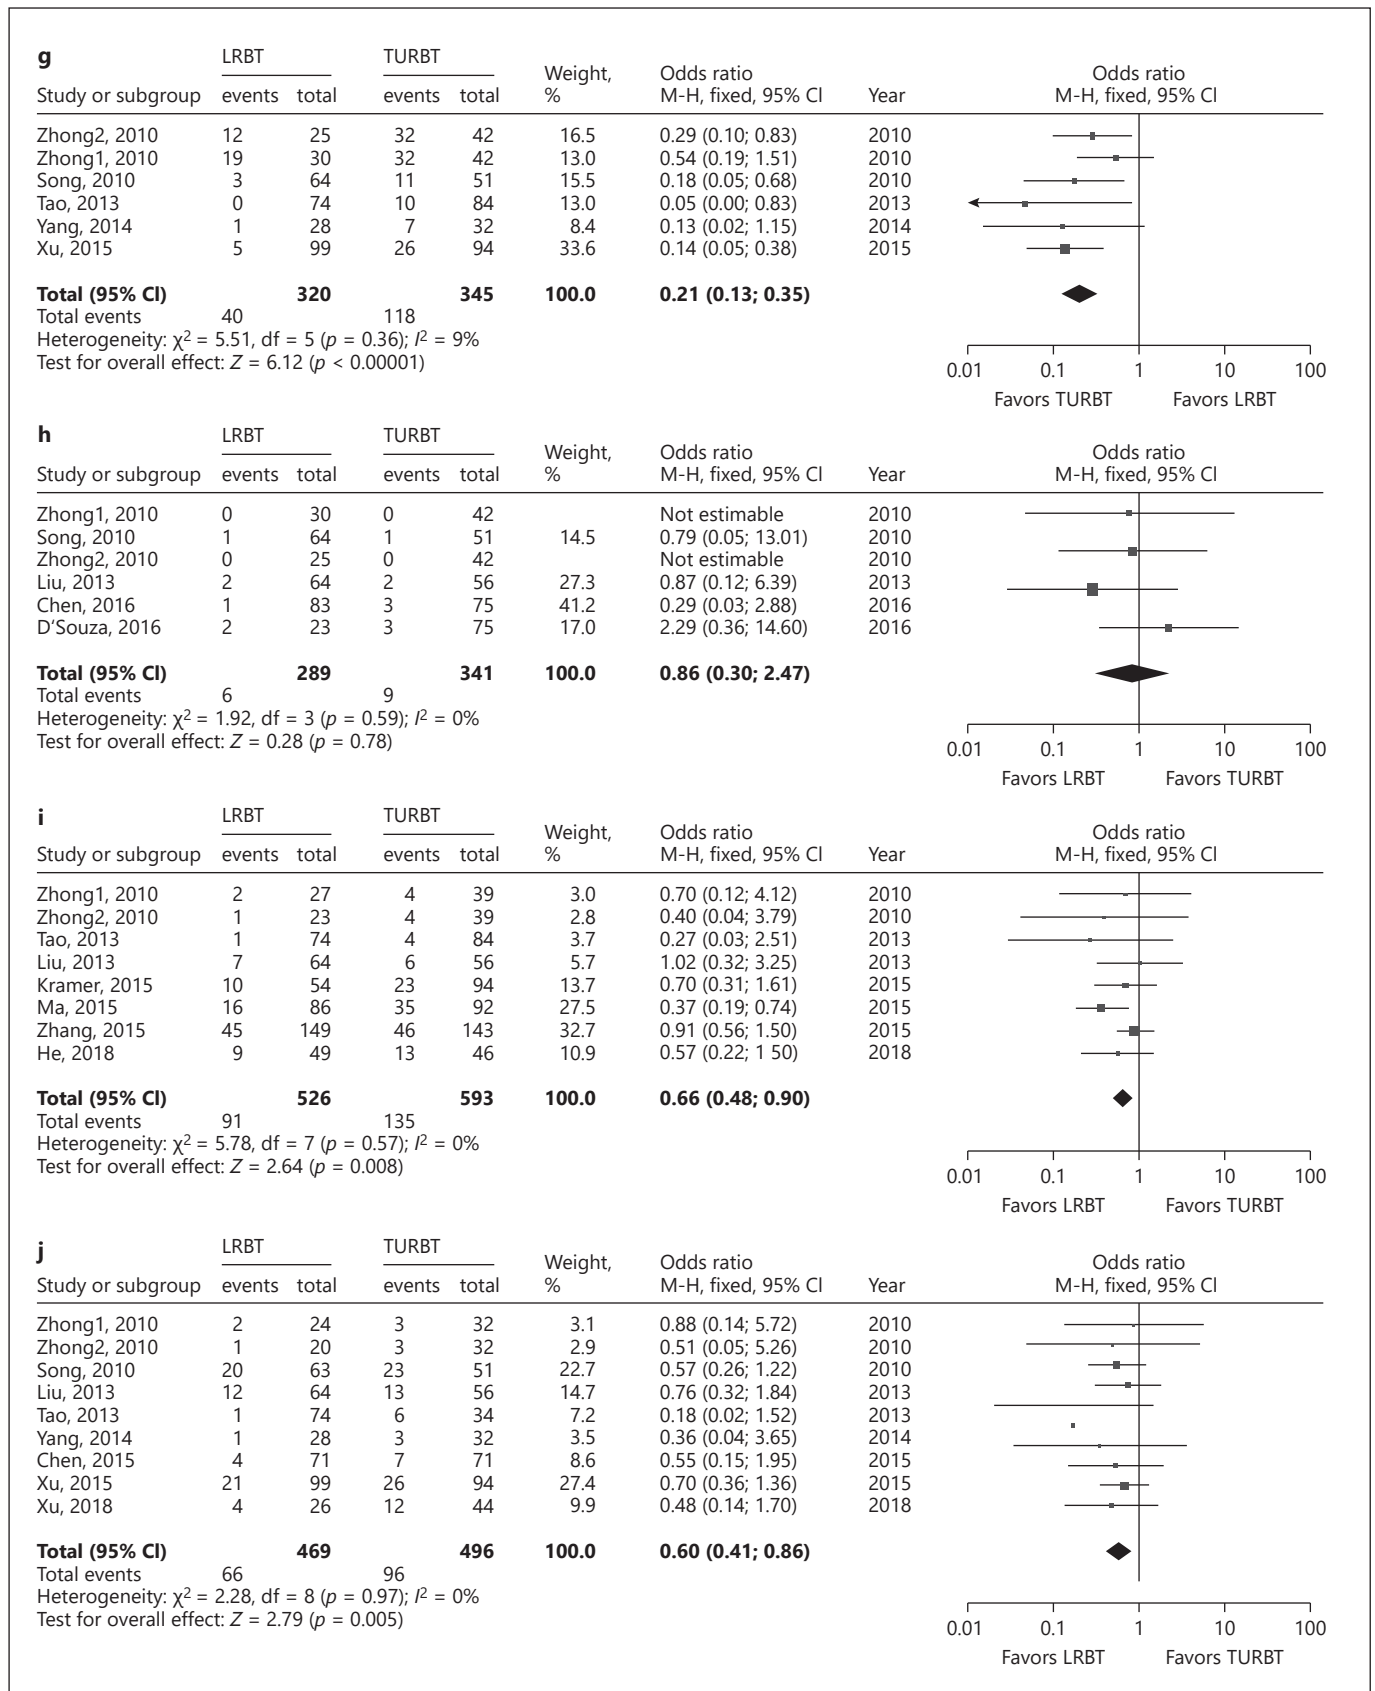 g LRBT TURBT Weight, % Odds ratio M-H, fixed, 95% CI Year Odds ratio M-H, fixed, 95% CI
Study or subgroup events total events total
Zhong2, 2010 12 25 32 42 16.5 0.29 (0.10; 0.83) 2010
Zhong1, 2010 19 30 32 42 13.0 0.54 (0.19; 1.51) 2010
Song, 2010 3 64 11 51 15.5 0.18 (0.05; 0.68) 2010
Tao, 2013 0 74 10 84 13.0 0.05 (0.00; 0.83) 2013
Yang, 2014 1 28 7 32 8.4 0.13 (0.02; 1.15) 2014
Xu, 2015 5 99 26 94 33.6 0.14 (0.05; 0.38) 2015
Total (95% CI) 320 345 100.0 0.21 (0.13; 0.35)
Total events 40 118
Heterogeneity: χ² = 5.51, df = 5 (p = 0.36); I² = 9%
Test for overall effect: Z = 6.12 (p < 0.00001)
0.01 0.1 1 10 100
Favors TURBT Favors LRBT
h LRBT TURBT Weight, % Odds ratio M-H, fixed, 95% CI Year Odds ratio M-H, fixed, 95% CI
Study or subgroup events total events total
Zhong1, 2010 0 30 0 42 Not estimable 2010
Song, 2010 1 64 1 51 14.5 0.79 (0.05; 13.01) 2010
Zhong2, 2010 0 25 0 42 Not estimable 2010
Liu, 2013 2 64 2 56 27.3 0.87 (0.12; 6.39) 2013
Chen, 2016 1 83 3 75 41.2 0.29 (0.03; 2.88) 2016
D‘Souza, 2016 2 23 3 75 17.0 2.29 (0.36; 14.60) 2016
Total (95% CI) 289 341 100.0 0.86 (0.30; 2.47)
Total events 6 9
Heterogeneity: χ² = 1.92, df = 3 (p = 0.59); I² = 0%
Test for overall effect: Z = 0.28 (p = 0.78)
0.01 0.1 1 10 100
Favors LRBT Favors TURBT
i LRBT TURBT Weight, % Odds ratio M-H, fixed, 95% CI Year Odds ratio M-H, fixed, 95% CI
Study or subgroup events total events total
Zhong1, 2010 2 27 4 39 3.0 0.70 (0.12; 4.12) 2010
Zhong2, 2010 1 23 4 39 2.8 0.40 (0.04; 3.79) 2010
Tao, 2013 1 74 4 84 3.7 0.27 (0.03; 2.51) 2013
Liu, 2013 7 64 6 56 5.7 1.02 (0.32; 3.25) 2013
Kramer, 2015 10 54 23 94 13.7 0.70 (0.31; 1.61) 2015
Ma, 2015 16 86 35 92 27.5 0.37 (0.19; 0.74) 2015
Zhang, 2015 45 149 46 143 32.7 0.91 (0.56; 1.50) 2015
He, 2018 9 49 13 46 10.9 0.57 (0.22; 1 50) 2018
Total (95% CI) 526 593 100.0 0.66 (0.48; 0.90)
Total events 91 135
Heterogeneity: χ² = 5.78, df = 7 (p = 0.57); I² = 0%
Test for overall effect: Z = 2.64 (p = 0.008)
0.01 0.1 1 10 100
Favors LRBT Favors TURBT
j LRBT TURBT Weight, % Odds ratio M-H, fixed, 95% CI Year Odds ratio M-H, fixed, 95% CI
Study or subgroup events total events total
Zhong1, 2010 2 24 3 32 3.1 0.88 (0.14; 5.72) 2010
Zhong2, 2010 1 20 3 32 2.9 0.51 (0.05; 5.26) 2010
Song, 2010 20 63 23 51 22.7 0.57 (0.26; 1.22) 2010
Liu, 2013 12 64 13 56 14.7 0.76 (0.32; 1.84) 2013
Tao, 2013 1 74 6 34 7.2 0.18 (0.02; 1.52) 2013
Yang, 2014 1 28 3 32 3.5 0.36 (0.04; 3.65) 2014
Chen, 2015 4 71 7 71 8.6 0.55 (0.15; 1.95) 2015
Xu, 2015 21 99 26 94 27.4 0.70 (0.36; 1.36) 2015
Xu, 2018 4 26 12 44 9.9 0.48 (0.14; 1.70) 2018
Total (95% CI) 469 496 100.0 0.60 (0.41; 0.86)
Total events 66 96
Heterogeneity: χ² = 2.28, df = 8 (p = 0.97); I² = 0%
Test for overall effect: Z = 2.79 (p = 0.005)
0.01 0.1 1 10 100
Favors LRBT Favors TURBT